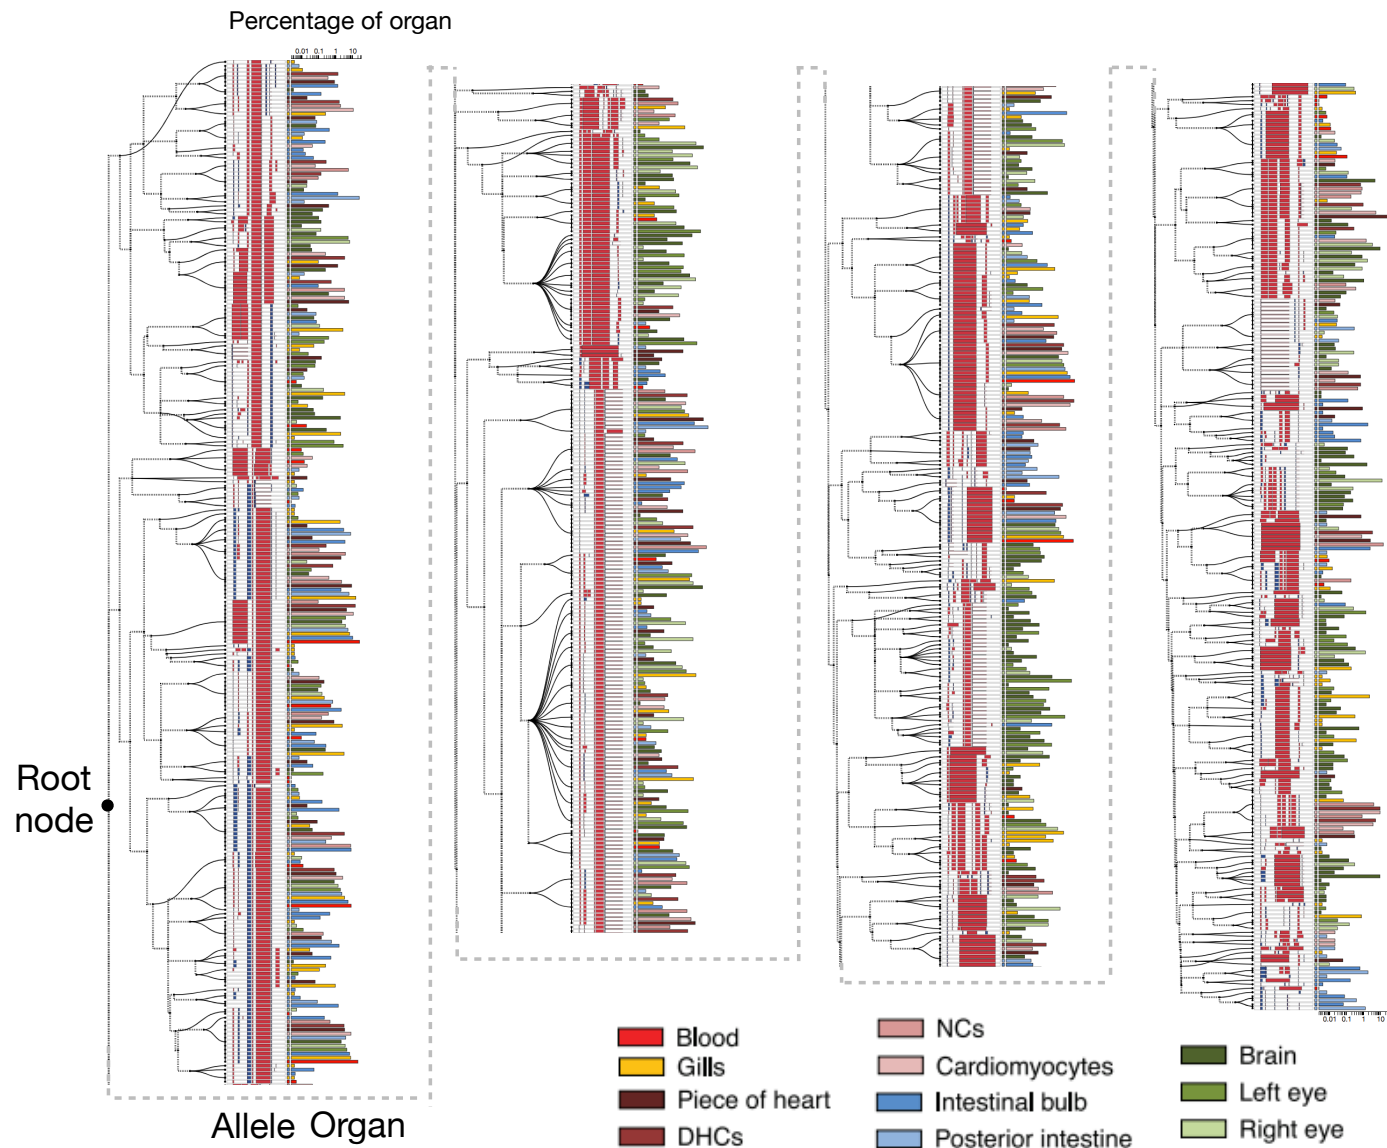 Percentage of organ
0.01 0.1 1 10
Root
node
Allele Organ
0.01 0.1 1 10
Blood
Gills
Piece of heart
DHCs
NCs
Cardiomyocytes
Intestinal bulb
Posterior intestine
Brain
Left eye
Right eye